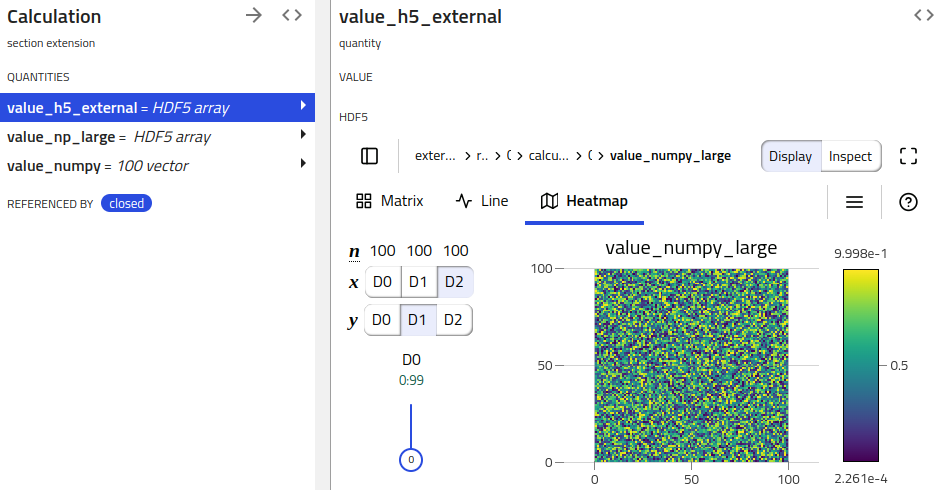 Calculation
section extension
QUANTITIES
value_h5_external = HDF5 array
value_np_large = HDF5 array
value_numpy = 100 vector
REFERENCED BY closed
value_h5_external
quantity
VALUE
HDF5
exter... > r.. > ( > calcu... > ( > value_numpy_large
Display Inspect
Matrix Line Heatmap
n 100 100 100
x D0 D1 D2
y D0 D1 D2
D0
0:99
0
value_numpy_large
100
50
0
0 50 100
9.998e-1
0.5
2.261e-4